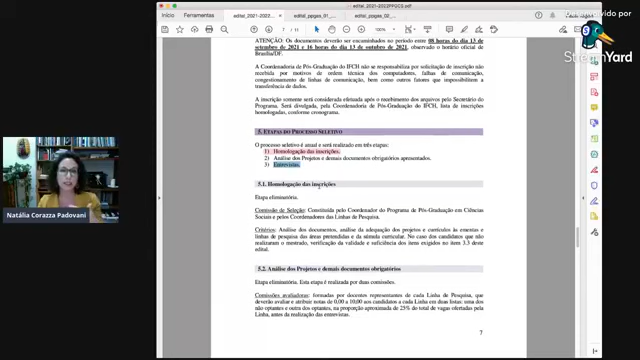 Início
Ferramentas
edital_2021-2022PPGCS.pdf
edital_2021-2022...
edital_ppges_01_...
edital_ppgas_02_...
StreamYard
ATENÇÃO: Os documentos deverão ser encaminhados no período entre 08 horas do dia 13 de
setembro de 2021 e 16 horas do dia 13 de outubro de 2021, observado o horário oficial de
Brasília/DF.
A Coordenadoria de Pós-Graduação do IFCH não se responsabiliza por solicitação de inscrição não
recebida por motivos de ordem técnica dos computadores, falhas de comunicação,
congestionamento de linhas de comunicação, bem como outros fatores que impossibilitem a
transferência de dados.
A inscrição somente será considerada efetuada após o recebimento dos arquivos pelo Secretário do
Programa. Será divulgada, pela Coordenadoria de Pós-Graduação do IFCH, lista de inscrições
homologadas, conforme cronograma.
5. ETAPAS DO PROCESSO SELETIVO
O processo seletivo é anual e será realizado em três etapas:
1) Homologação das inscrições.
2) Análise dos Projetos e demais documentos obrigatórios apresentados.
3) Entrevistas.
5.1. Homologação das inscrições
Etapa eliminatória.
Comissão de Seleção: Constituída pelo Coordenador do Programa de Pós-Graduação em Ciências
Sociais e pelos Coordenadores das Linhas de Pesquisa.
Critérios: Análise dos documentos, análise da adequação dos projetos e currículos às ementas e
linhas de pesquisa das áreas pretendidas e da súmula curricular. No caso dos candidatos que não
realizaram o mestrado, verificação da validade e suficiência dos itens exigidos no item 3.3 deste
edital.
5.2. Análise dos Projetos e demais documentos obrigatórios
Etapa eliminatória. Esta etapa é realizada por duas comissões.
Comissões avaliadoras: formadas por docentes representantes de cada Linha de Pesquisa, que
deverão avaliar e atribuir notas de 0,00 a 10,00 aos candidatos a cada Linha em duas listas: uma dos
não optantes e outra dos optantes, na proporção aproximada de 25% do total de vagas ofertadas pela
Linha, antes da realização das entrevistas.
7
Natália Corazza Padovani